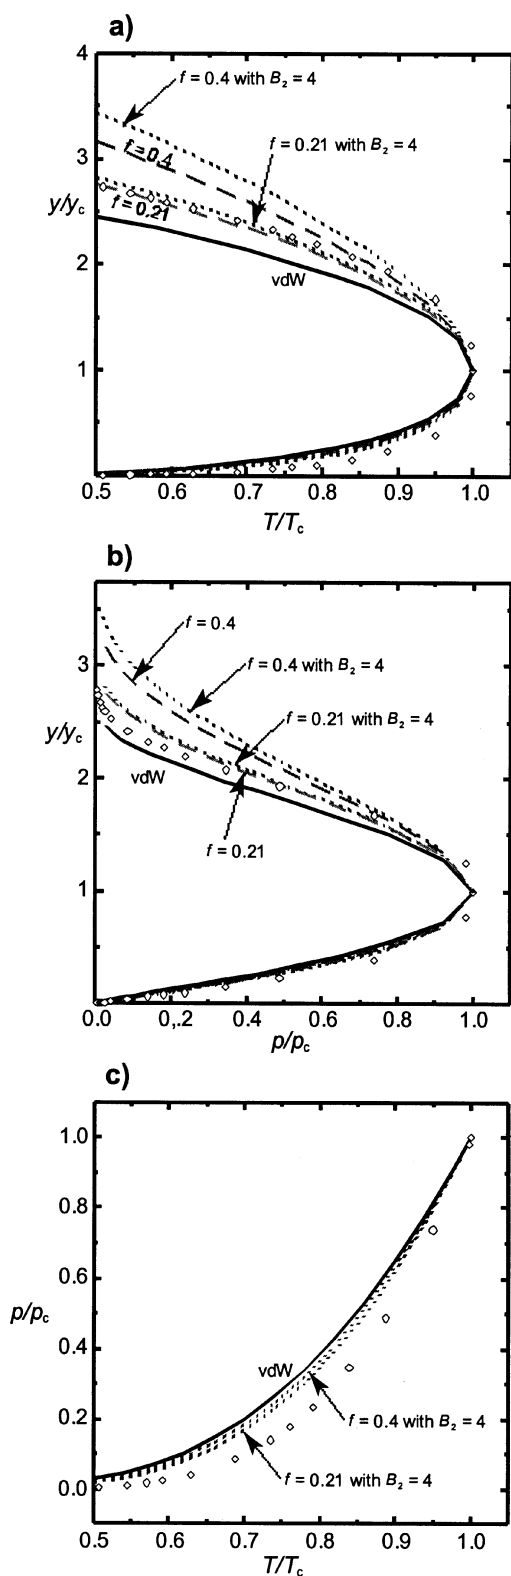 a)
4
f = 0.4 with B₂ = 4
f = 0.21 with B₂ = 4
f=0.4
3
y/yc
f=0.21
2
vdW
1
0.5 0.6 0.7 0.8 0.9 1.0
T/Tc
b)
f = 0.4
3
f = 0.4 with B₂ = 4
f = 0.21 with B₂ = 4
y/yc
2
vdW
f = 0.21
1
0
0.0 0,.2 0.4 0.6 0.8 1.0
p/pc
c)
1.0
0.8
0.6
p/pc
0.4
vdW
f = 0.4 with B₂ = 4
0.2
f = 0.21 with B₂ = 4
0.0
0.5 0.6 0.7 0.8 0.9 1.0
T/Tc